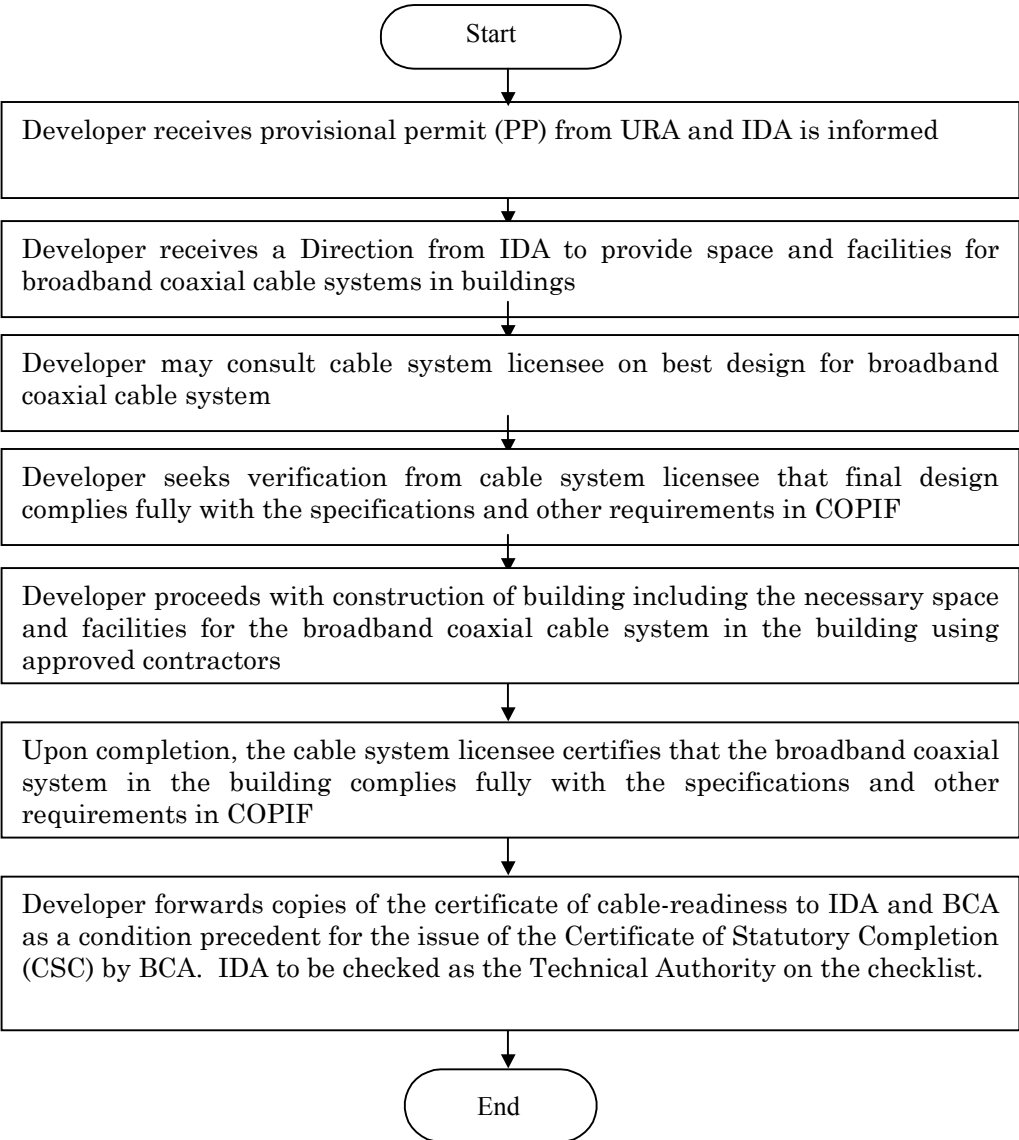 Start
Developer receives provisional permit (PP) from URA and IDA is informed
Developer receives a Direction from IDA to provide space and facilities for
broadband coaxial cable systems in buildings
Developer may consult cable system licensee on best design for broadband
coaxial cable system
Developer seeks verification from cable system licensee that final design
complies fully with the specifications and other requirements in COPIF
Developer proceeds with construction of building including the necessary space
and facilities for the broadband coaxial cable system in the building using
approved contractors
Upon completion, the cable system licensee certifies that the broadband coaxial
system in the building complies fully with the specifications and other
requirements in COPIF
Developer forwards copies of the certificate of cable-readiness to IDA and BCA
as a condition precedent for the issue of the Certificate of Statutory Completion
(CSC) by BCA. IDA to be checked as the Technical Authority on the checklist.
End